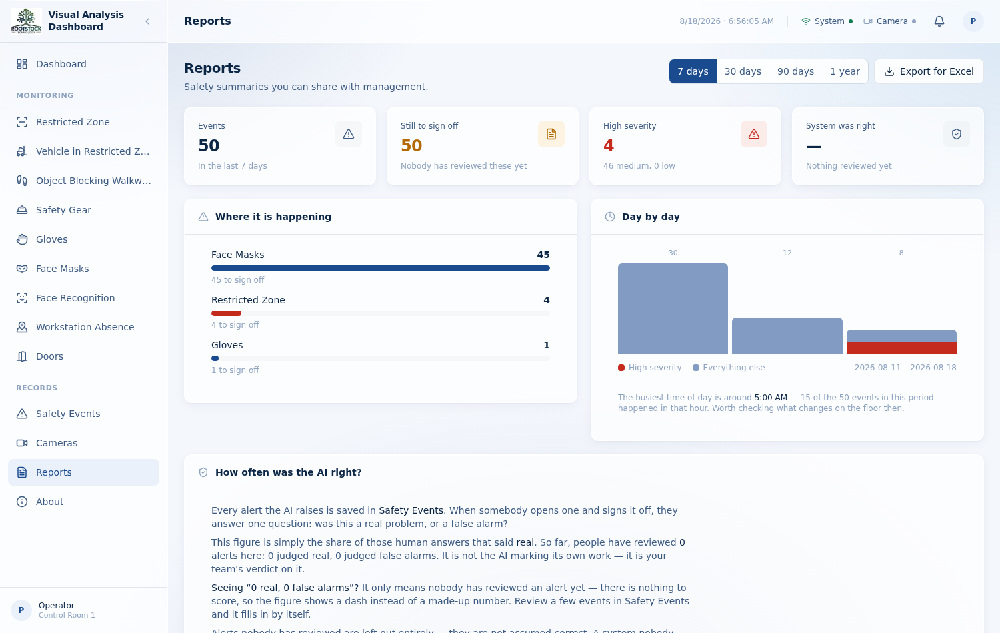 ROOTSTOCK
TECHNOLOGY
Visual Analysis
Dashboard
Reports
8/18/2026 · 6:56:05 AM
System
Camera
P
Dashboard
MONITORING
Restricted Zone
Vehicle in Restricted Z...
Object Blocking Walkw...
Safety Gear
Gloves
Face Masks
Face Recognition
Workstation Absence
Doors
RECORDS
Safety Events
Cameras
Reports
About
P
Operator
Control Room 1
Reports
Safety summaries you can share with management.
7 days
30 days
90 days
1 year
Export for Excel
Events
50
In the last 7 days
Still to sign off
50
Nobody has reviewed these yet
High severity
4
46 medium, 0 low
System was right
—
Nothing reviewed yet
Where it is happening
Face Masks 45
45 to sign off
Restricted Zone 4
4 to sign off
Gloves 1
1 to sign off
Day by day
30 12 8
High severity Everything else 2026-08-11 – 2026-08-18
The busiest time of day is around 5:00 AM — 15 of the 50 events in this period
happened in that hour. Worth checking what changes on the floor then.
How often was the AI right?
Every alert the AI raises is saved in Safety Events. When somebody opens one and signs it off, they
answer one question: was this a real problem, or a false alarm?
This figure is simply the share of those human answers that said real. So far, people have reviewed 0
alerts here: 0 judged real, 0 judged false alarms. It is not the AI marking its own work — it is your
team's verdict on it.
Seeing “0 real, 0 false alarms”? It only means nobody has reviewed an alert yet — there is nothing to
score, so the figure shows a dash instead of a made-up number. Review a few events in Safety Events
and it fills in by itself.
Alerts nobody has reviewed are left out entirely — they are not assumed correct. A system nobody